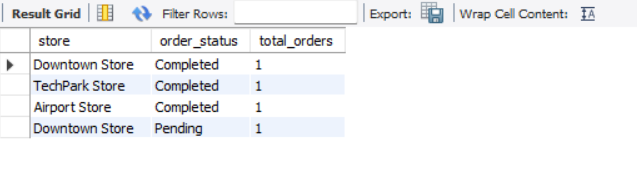 Result Grid Filter Rows: Export: Wrap Cell Content: IA
store order_status total_orders
Downtown Store Completed 1
TechPark Store Completed 1
Airport Store Completed 1
Downtown Store Pending 1